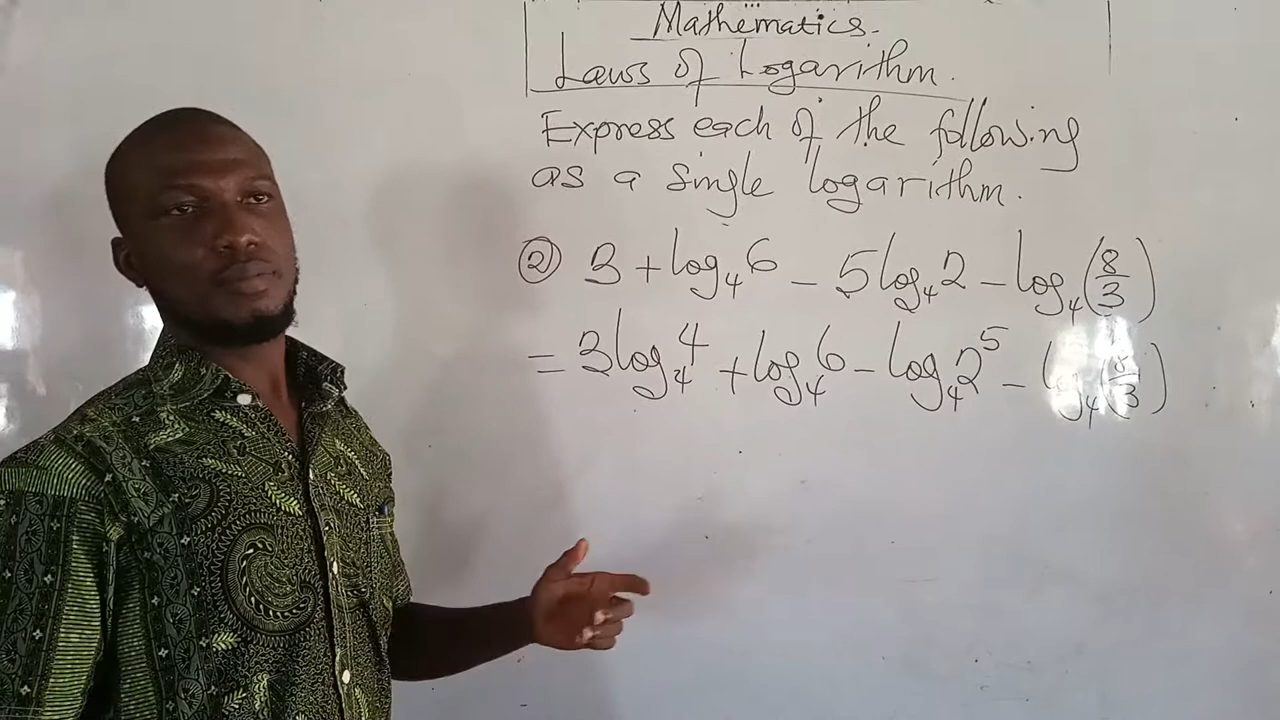 Mathematics.
Laws of Logarithm.
Express each of the following
as a single logarithm.
② 3 + log₄6 − 5log₄2 − log₄(8/3)
= 3log₄4 + log₄6 − log₄2⁵ − log₄(8/3)